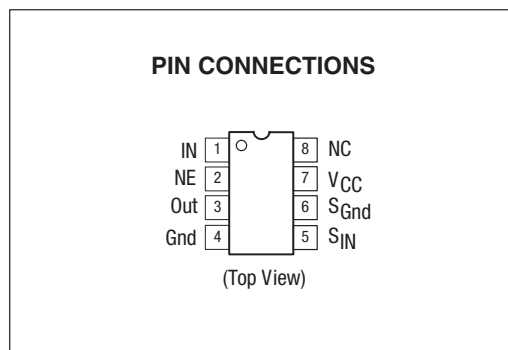 PIN CONNECTIONS
IN 1 8 NC
NE 2 7 VCC
Out 3 6 SGnd
Gnd 4 5 SIN
(Top View)